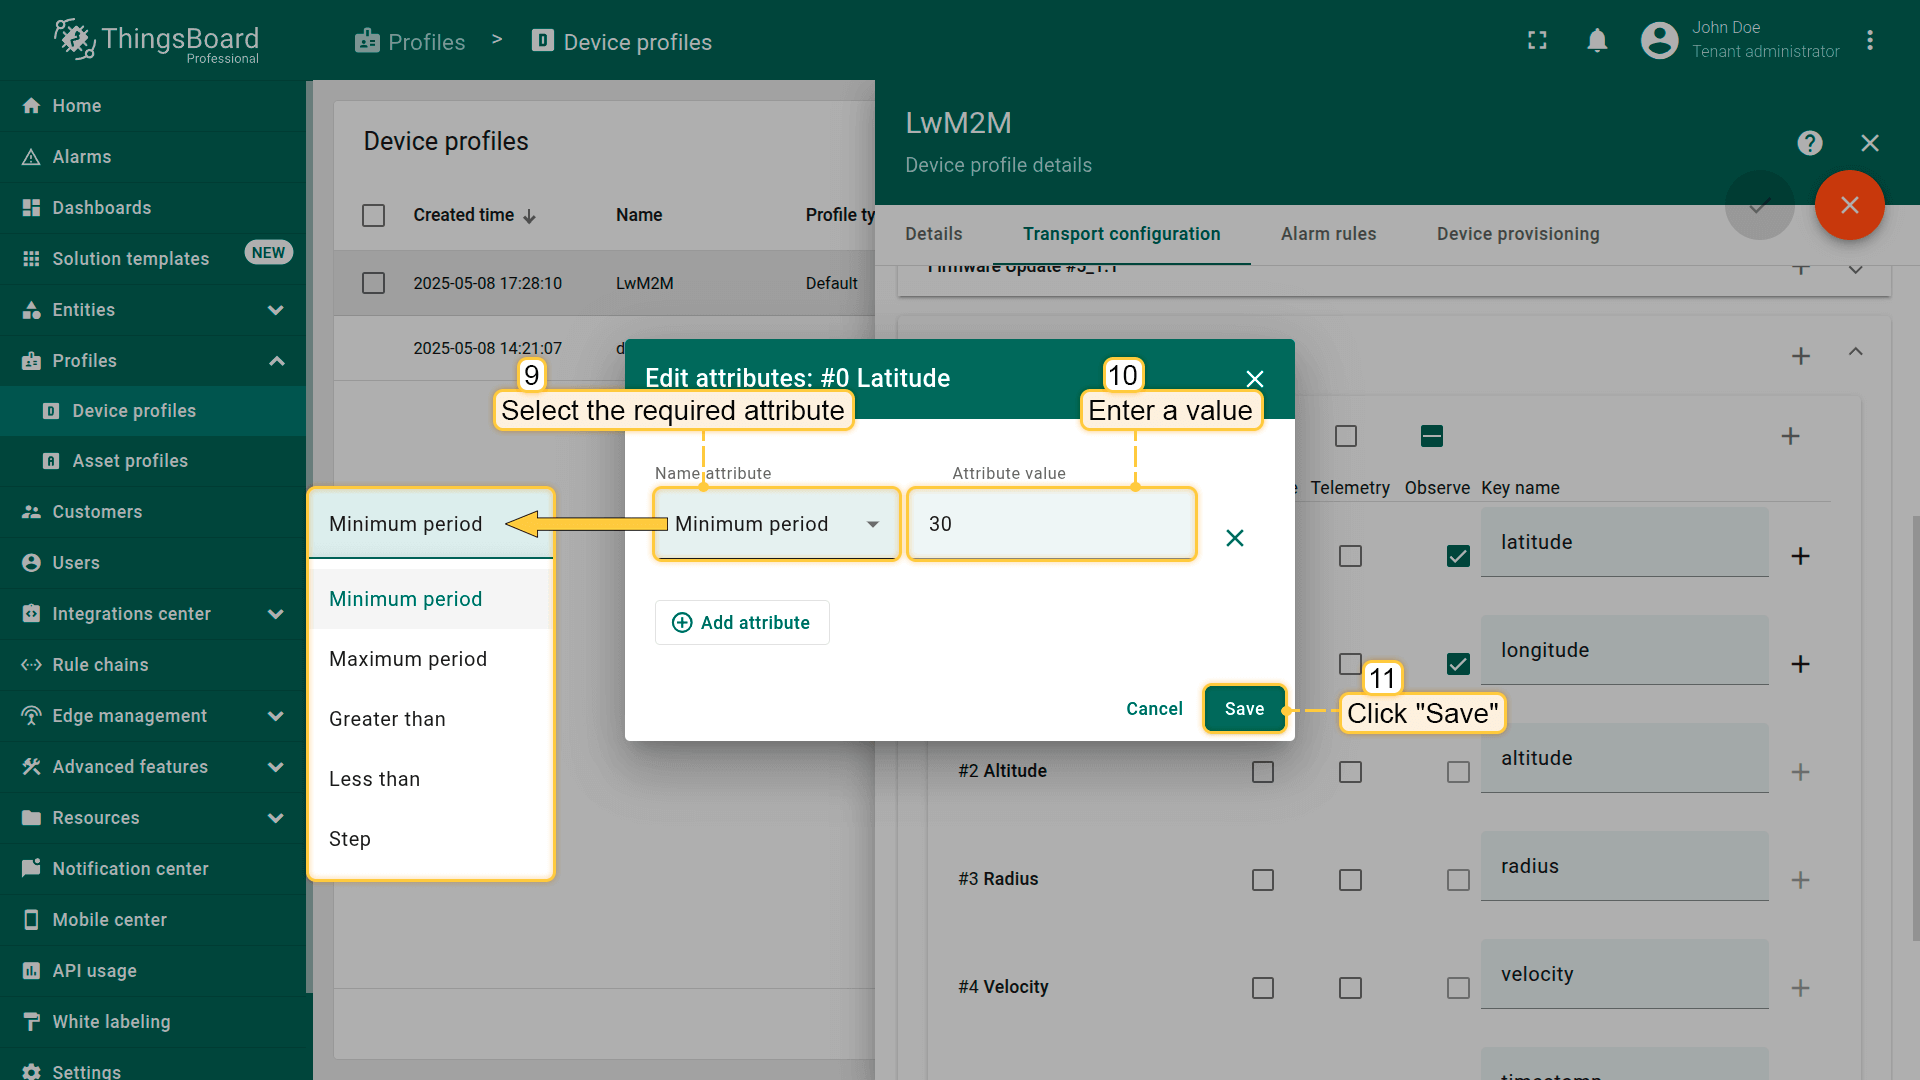 ThingsBoard
Professional
Profiles > Device profiles
John Doe
Tenant administrator
Home
Alarms
Dashboards
Solution templates NEW
Entities
Profiles
Device profiles
Asset profiles
Customers
Users
Integrations center
Rule chains
Edge management
Advanced features
Resources
Notification center
Mobile center
API usage
White labeling
Settings
Device profiles
Created time Name Profile ty
2025-05-08 17:28:10 LwM2M Default
2025-05-08 14:21:07 d
LwM2M
Device profile details
Details Transport configuration Alarm rules Device provisioning
Firmware Update #5_1.1
Telemetry Observe Key name
latitude
longitude
#2 Altitude altitude
#3 Radius radius
#4 Velocity velocity
timestamp
Edit attributes: #0 Latitude
9
Select the required attribute
10
Enter a value
Name attribute Attribute value
Minimum period 30
Add attribute
Cancel Save
11
Click "Save"
Minimum period
Minimum period
Maximum period
Greater than
Less than
Step